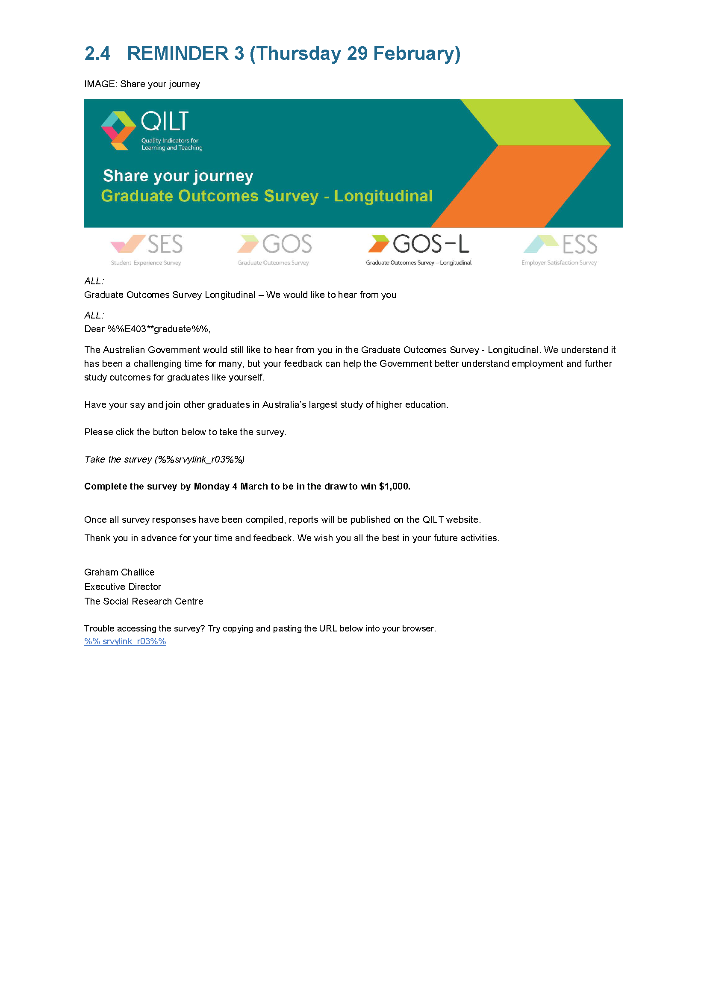 2.4 REMINDER 3 (Thursday 29 February)
IMAGE: Share your journey
QILT
Quality Indicators for
Learning and Teaching
Share your journey
Graduate Outcomes Survey - Longitudinal
SES GOS GOS-L ESS
Student Experience Survey Graduate Outcomes Survey Graduate Outcomes Survey – Longitudinal Employer Satisfaction Survey
ALL:
Graduate Outcomes Survey Longitudinal – We would like to hear from you
ALL:
Dear %%E403**graduate%%,
The Australian Government would still like to hear from you in the Graduate Outcomes Survey - Longitudinal. We understand it
has been a challenging time for many, but your feedback can help the Government better understand employment and further
study outcomes for graduates like yourself.
Have your say and join other graduates in Australia’s largest study of higher education.
Please click the button below to take the survey.
Take the survey (%%srvylink_r03%%)
Complete the survey by Monday 4 March to be in the draw to win $1,000.
Once all survey responses have been compiled, reports will be published on the QILT website.
Thank you in advance for your time and feedback. We wish you all the best in your future activities.
Graham Challice
Executive Director
The Social Research Centre
Trouble accessing the survey? Try copying and pasting the URL below into your browser.
%% srvylink_r03%%